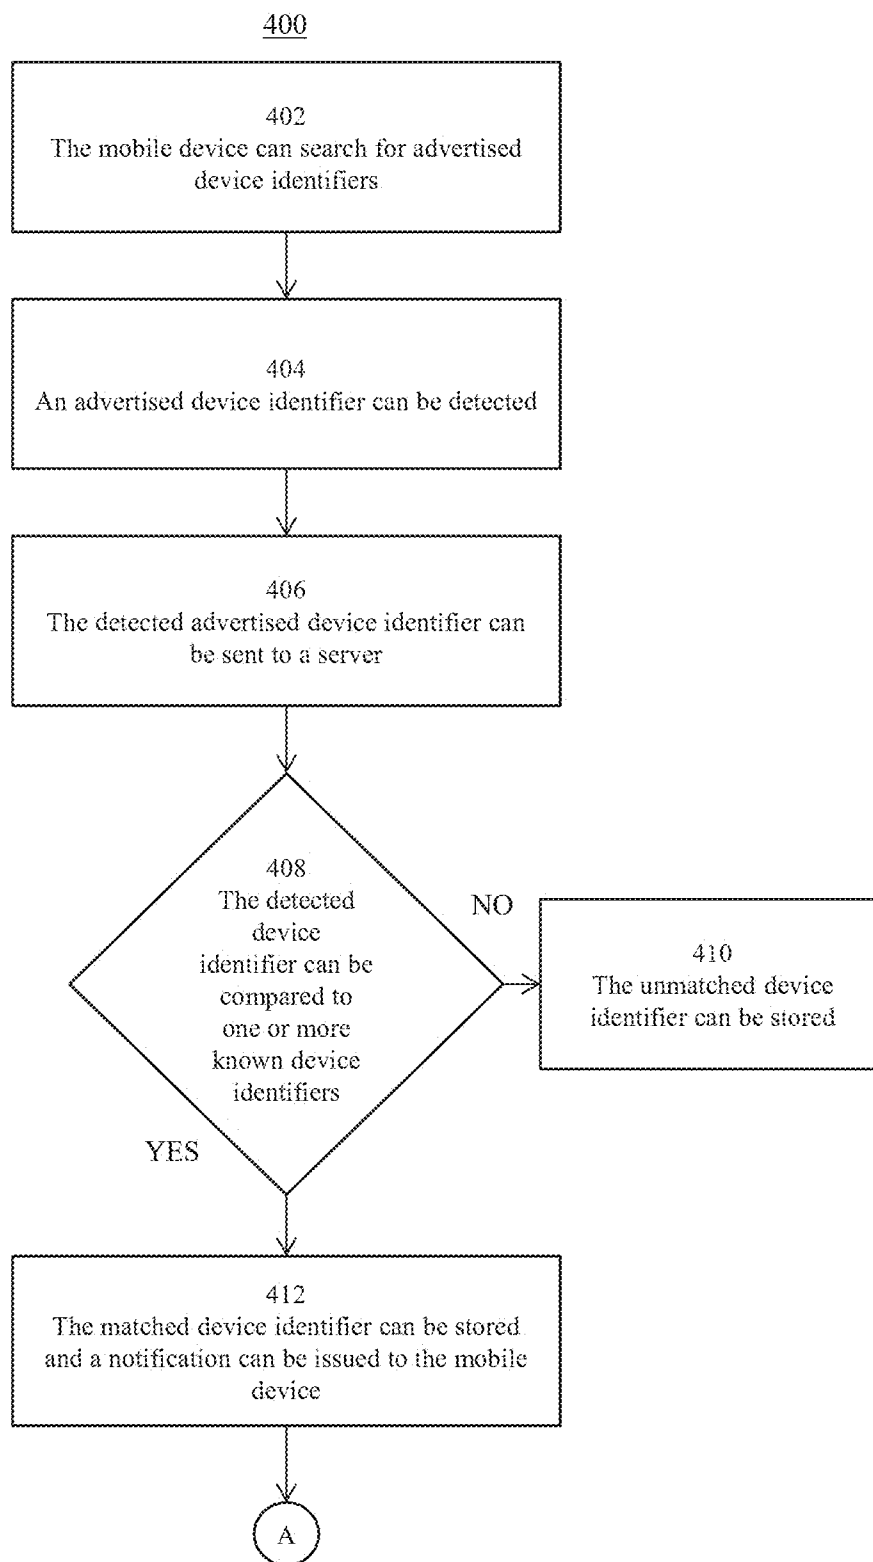 400
402
The mobile device can search for advertised
device identifiers
404
An advertised device identifier can be detected
406
The detected advertised device identifier can
be sent to a server
408
The detected
device
identifier can be
compared to
one or more
known device
identifiers
NO
410
The unmatched device
identifier can be stored
YES
412
The matched device identifier can be stored
and a notification can be issued to the mobile
device
A